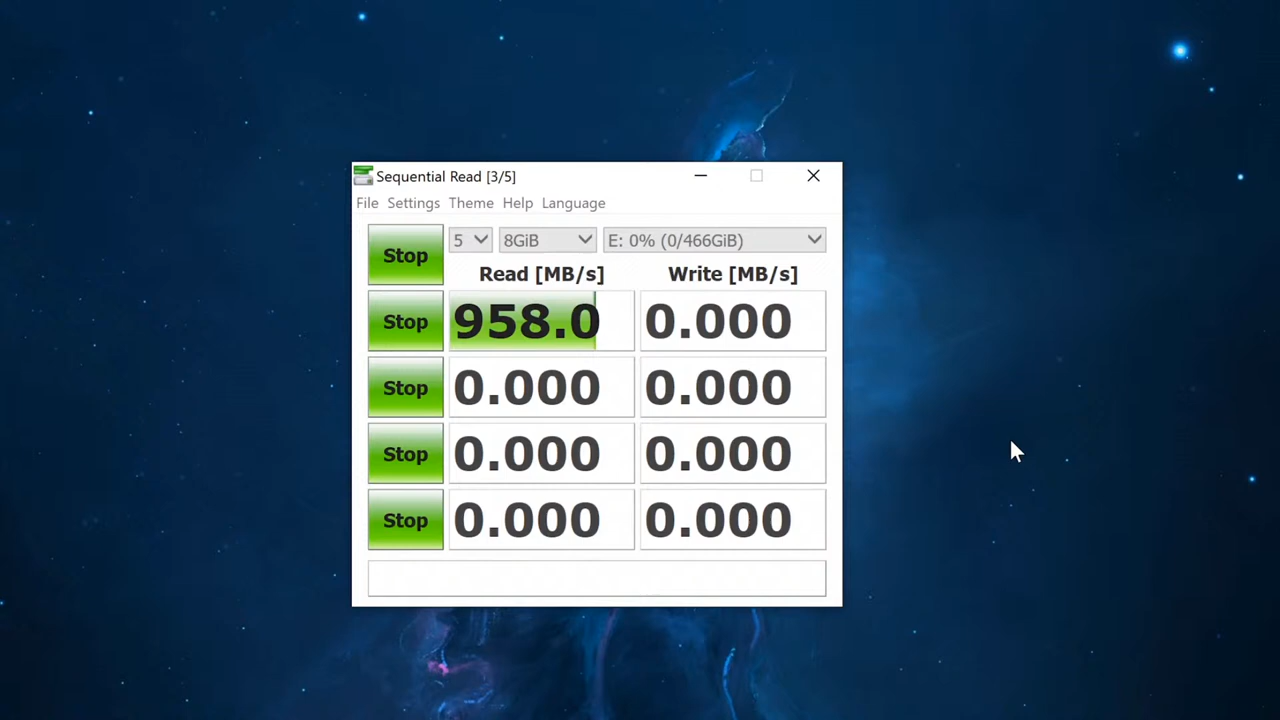 Sequential Read [3/5]
File Settings Theme Help Language
Stop 5 8GiB E: 0% (0/466GiB)
Read [MB/s] Write [MB/s]
Stop 958.0 0.000
Stop 0.000 0.000
Stop 0.000 0.000
Stop 0.000 0.000